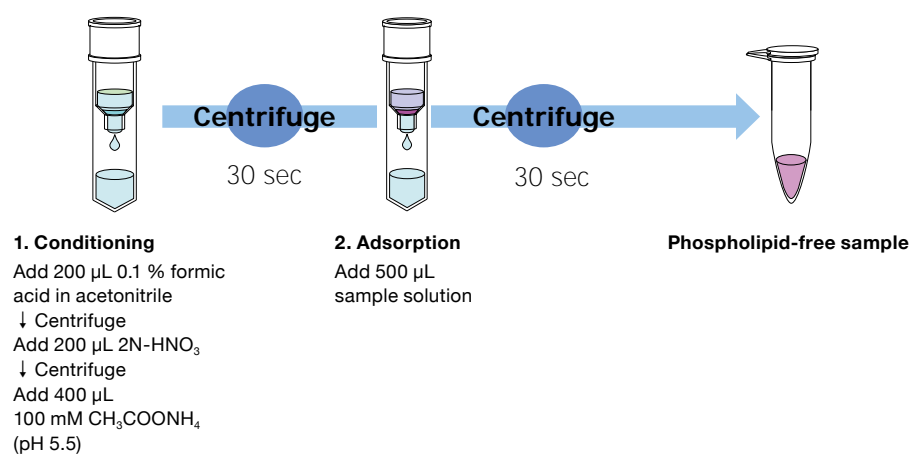 Centrifuge
30 sec
Centrifuge
30 sec
1. Conditioning
Add 200 µL 0.1 % formic
acid in acetonitrile
↓ Centrifuge
Add 200 µL 2N-HNO₃
↓ Centrifuge
Add 400 µL
100 mM CH₃COONH₄
(pH 5.5)
2. Adsorption
Add 500 µL
sample solution
Phospholipid-free sample